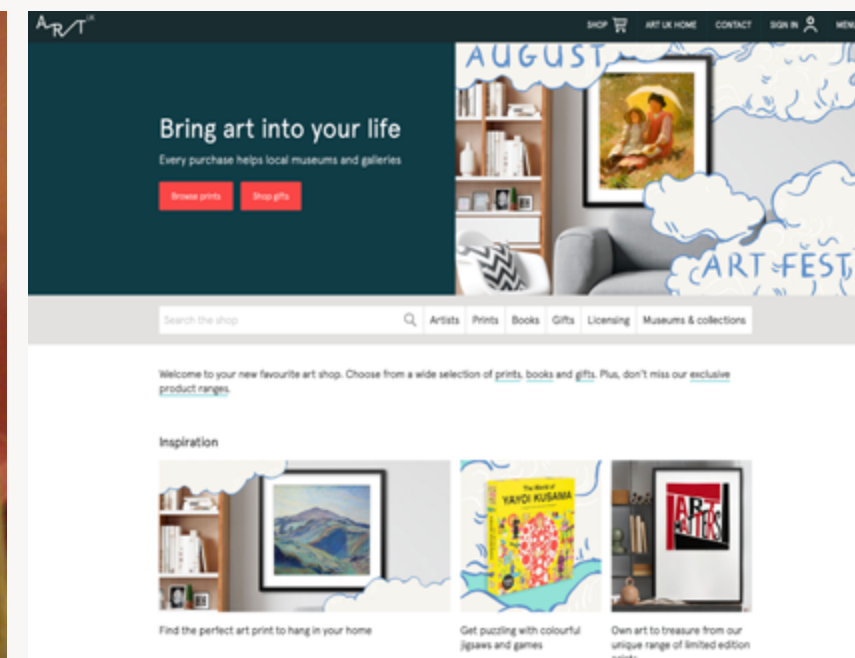 ART UK
SHOP
ART UK HOME
CONTACT
SIGN IN
MENU
AUGUST
Bring art into your life
Every purchase helps local museums and galleries
Browse prints
Shop gifts
ART FEST
Search the shop
Artists
Prints
Books
Gifts
Licensing
Museums & collections
Welcome to your new favourite art shop. Choose from a wide selection of prints, books and gifts. Plus, don't miss our exclusive
product ranges.
Inspiration
The World of
YAYOI KUSAMA
ART
MATTERS
Find the perfect art print to hang in your home
Get puzzling with colourful
jigsaws and games
Own art to treasure from our
unique range of limited edition
prints